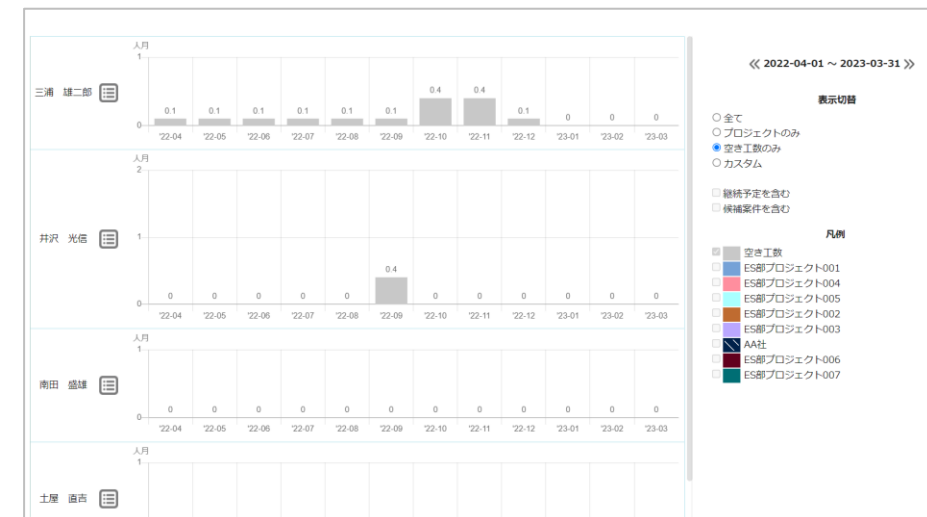 人月
1
三浦 雄二郎
0.1 0.1 0.1 0.1 0.1 0.1 0.4 0.4 0.1 0 0 0
0
'22-04 '22-05 '22-06 '22-07 '22-08 '22-09 '22-10 '22-11 '22-12 '23-01 '23-02 '23-03
人月
2
井沢 光信
1
0 0 0 0 0 0.4 0 0 0 0 0 0
0
'22-04 '22-05 '22-06 '22-07 '22-08 '22-09 '22-10 '22-11 '22-12 '23-01 '23-02 '23-03
人月
1
南田 盛雄
0 0 0 0 0 0 0 0 0 0 0 0
0
'22-04 '22-05 '22-06 '22-07 '22-08 '22-09 '22-10 '22-11 '22-12 '23-01 '23-02 '23-03
人月
1
土屋 直吉
≪ 2022-04-01 ~ 2023-03-31 ≫
表示切替
全て
プロジェクトのみ
空き工数のみ
カスタム
継続予定を含む
候補案件を含む
凡例
空き工数
ES部プロジェクト001
ES部プロジェクト004
ES部プロジェクト005
ES部プロジェクト002
ES部プロジェクト003
AA社
ES部プロジェクト006
ES部プロジェクト007